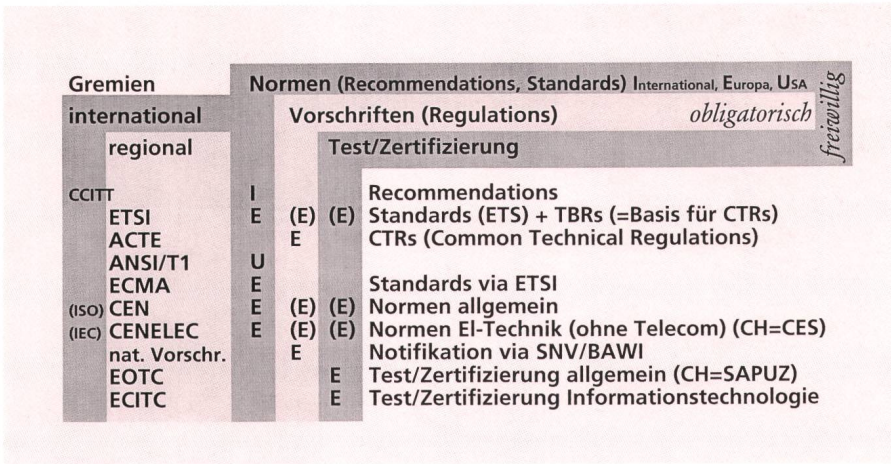 Gremien Normen (Recommendations, Standards) International, Europa, USA freiwillig
international Vorschriften (Regulations) obligatorisch
regional Test/Zertifizierung
CCITT I Recommendations
ETSI E (E) (E) Standards (ETS) + TBRs (=Basis für CTRs)
ACTE E CTRs (Common Technical Regulations)
ANSI/T1 U
ECMA E Standards via ETSI
(ISO) CEN E (E) (E) Normen allgemein
(IEC) CENELEC E (E) (E) Normen El-Technik (ohne Telecom) (CH=CES)
nat. Vorschr. E Notifikation via SNV/BAWI
EOTC E Test/Zertifizierung allgemein (CH=SAPUZ)
ECITC E Test/Zertifizierung Informationstechnologie